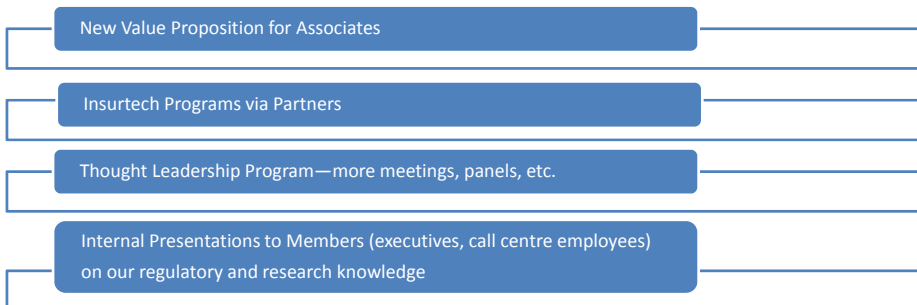 New Value Proposition for Associates
Insurtech Programs via Partners
Thought Leadership Program—more meetings, panels, etc.
Internal Presentations to Members (executives, call centre employees)
on our regulatory and research knowledge